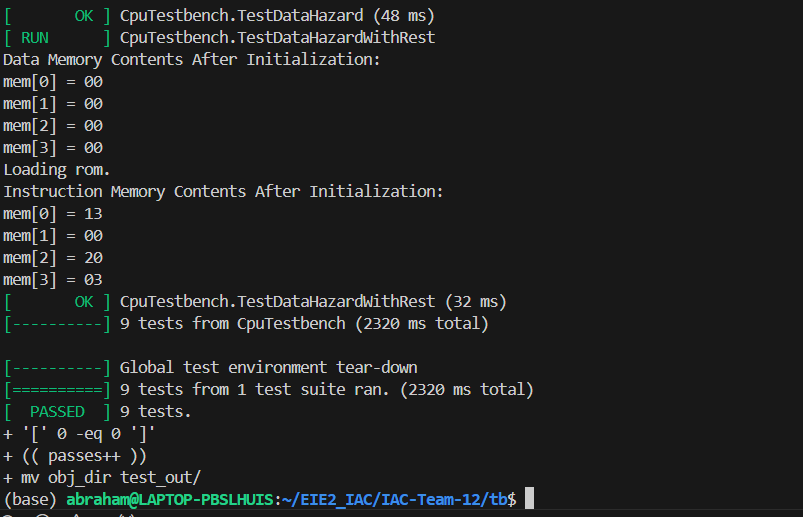 [       OK ] CpuTestbench.TestDataHazard (48 ms)
[ RUN      ] CpuTestbench.TestDataHazardWithRest
Data Memory Contents After Initialization:
mem[0] = 00
mem[1] = 00
mem[2] = 00
mem[3] = 00
Loading rom.
Instruction Memory Contents After Initialization:
mem[0] = 13
mem[1] = 00
mem[2] = 20
mem[3] = 03
[       OK ] CpuTestbench.TestDataHazardWithRest (32 ms)
[----------] 9 tests from CpuTestbench (2320 ms total)

[----------] Global test environment tear-down
[==========] 9 tests from 1 test suite ran. (2320 ms total)
[  PASSED  ] 9 tests.
+ '[' 0 -eq 0 ']'
+ (( passes++ ))
+ mv obj_dir test_out/
(base) abraham@LAPTOP-PBSLHUIS:~/EIE2_IAC/IAC-Team-12/tb$